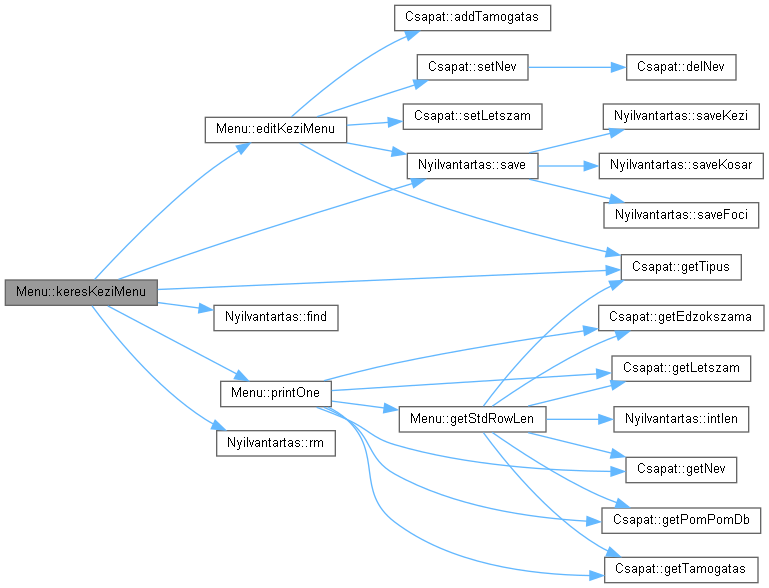 Csapat::addTamogatas
Csapat::setNev
Csapat::delNev
Menu::editKeziMenu
Csapat::setLetszam
Nyilvantartas::saveKezi
Nyilvantartas::save
Nyilvantartas::saveKosar
Nyilvantartas::saveFoci
Menu::keresKeziMenu
Csapat::getTipus
Nyilvantartas::find
Csapat::getEdzokszama
Menu::printOne
Csapat::getLetszam
Menu::getStdRowLen
Nyilvantartas::intlen
Nyilvantartas::rm
Csapat::getNev
Csapat::getPomPomDb
Csapat::getTamogatas